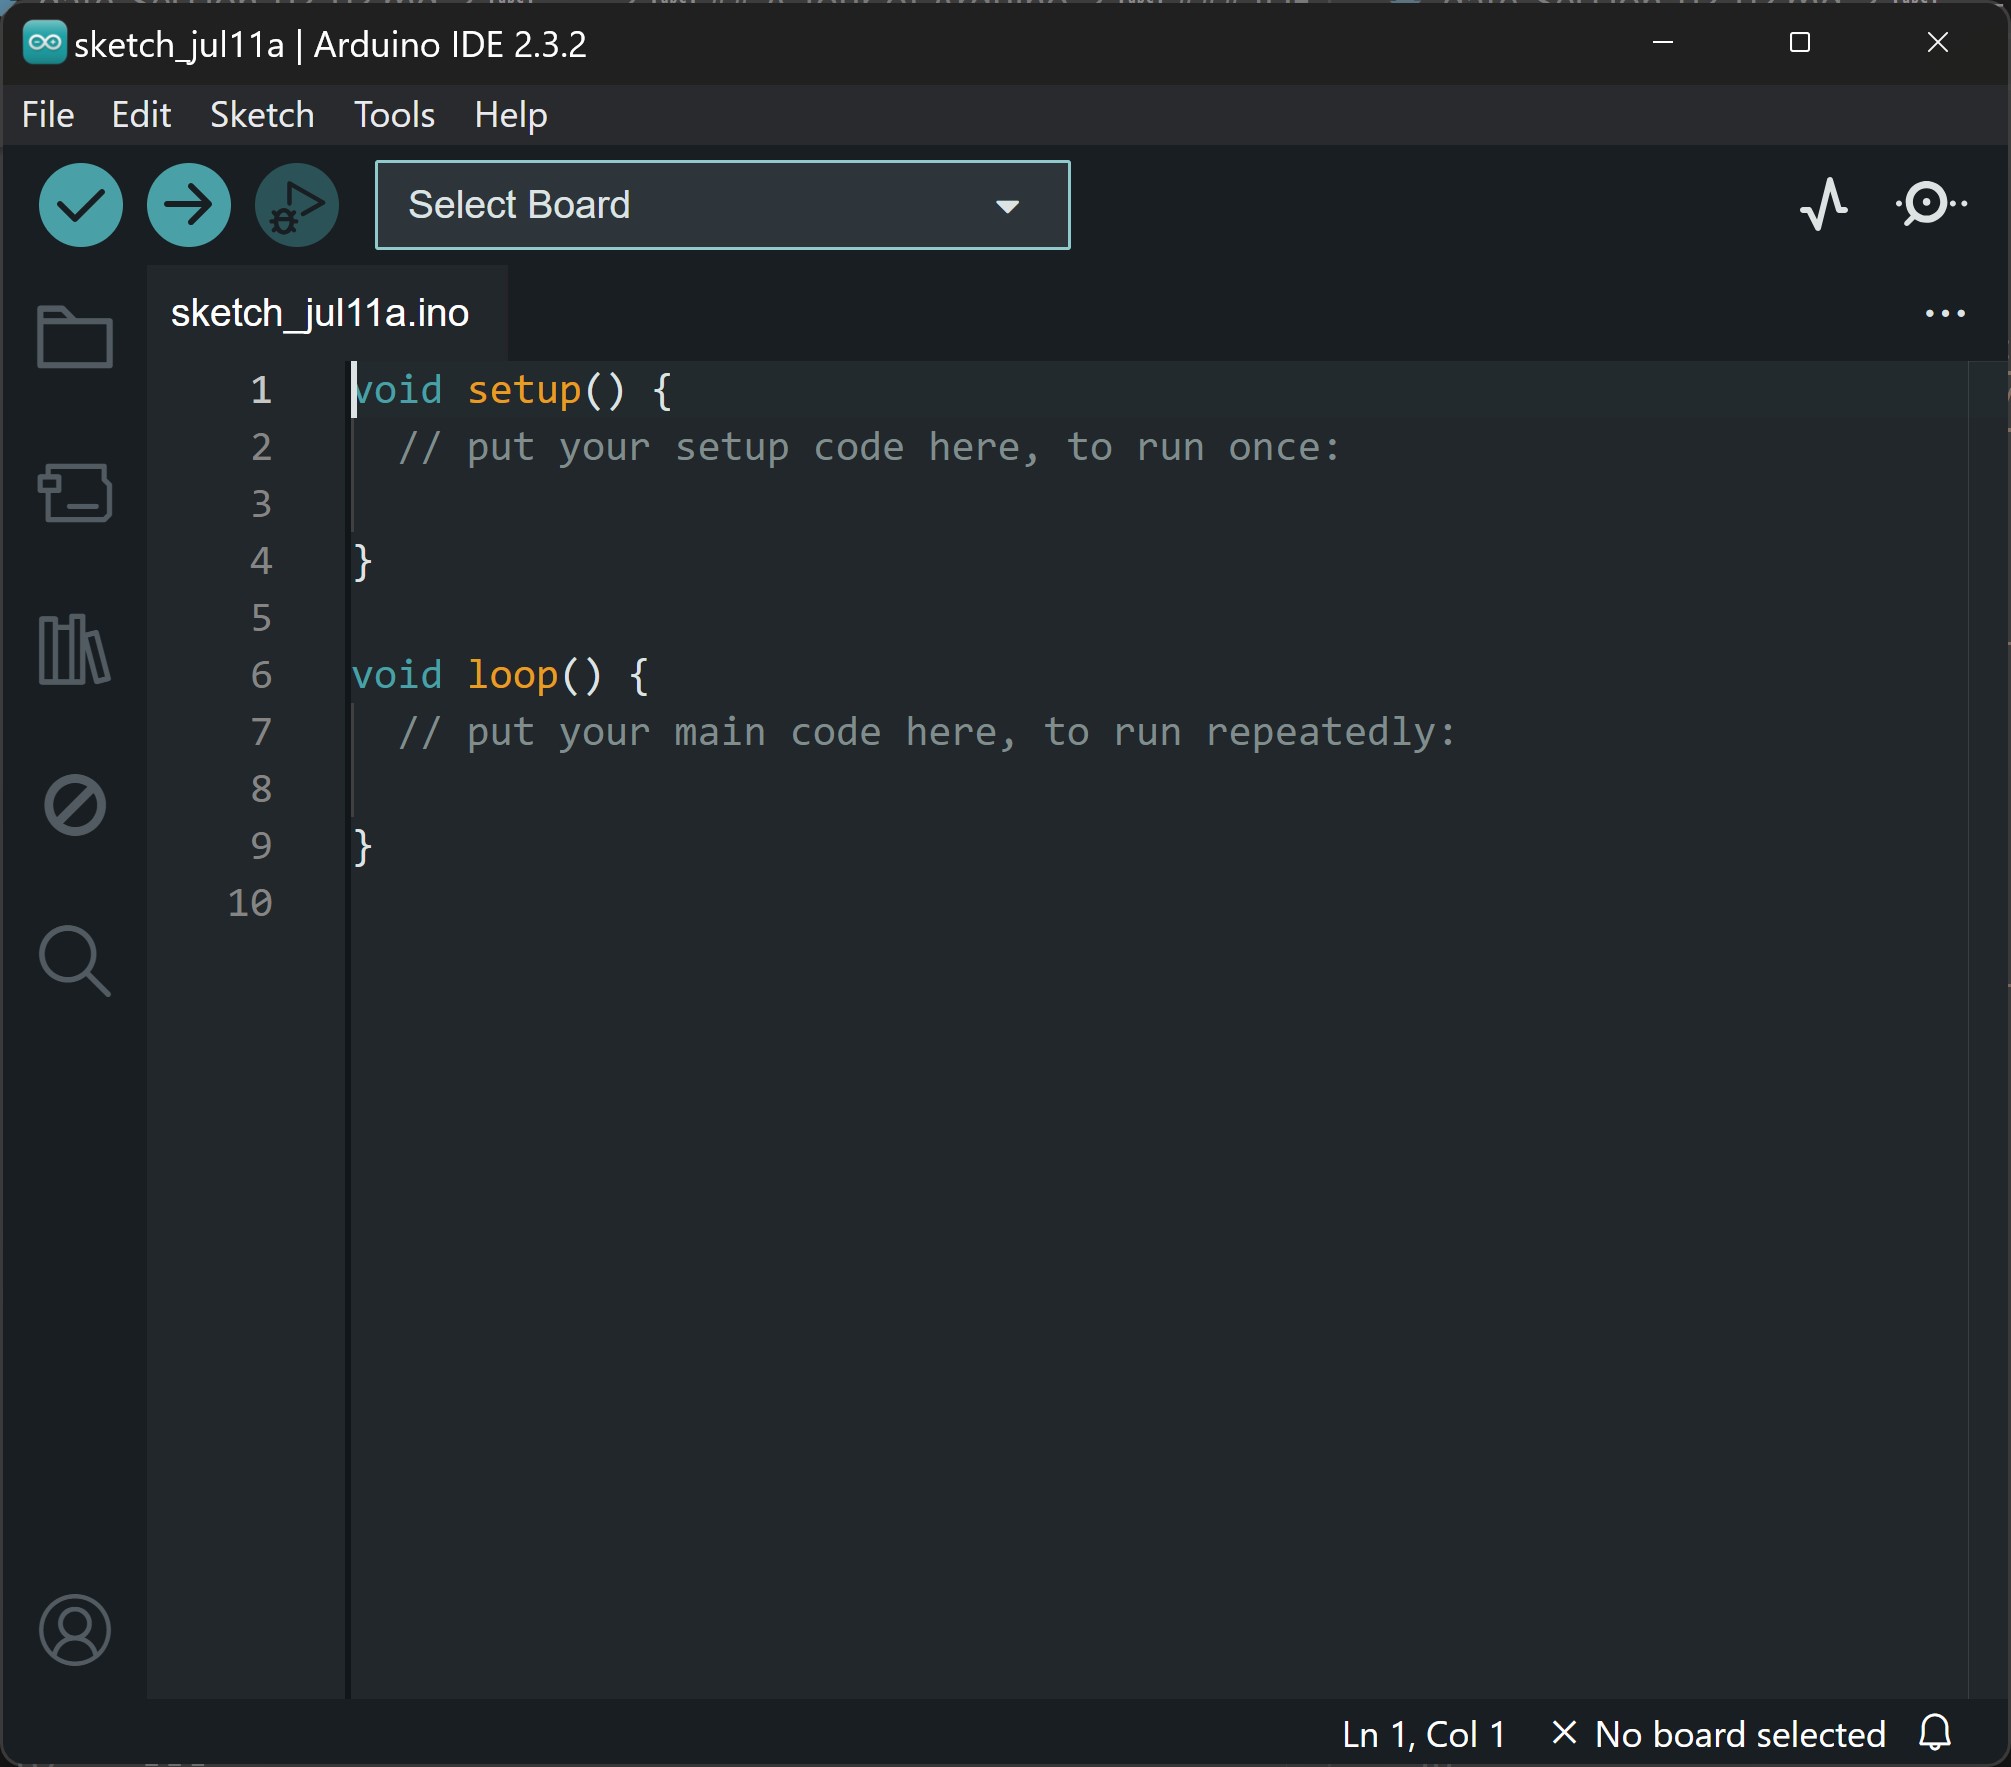 sketch_jul11a | Arduino IDE 2.3.2
File Edit Sketch Tools Help
Select Board
sketch_jul11a.ino
1 void setup() {
2   // put your setup code here, to run once:
3
4 }
5
6 void loop() {
7   // put your main code here, to run repeatedly:
8
9 }
10
Ln 1, Col 1 No board selected